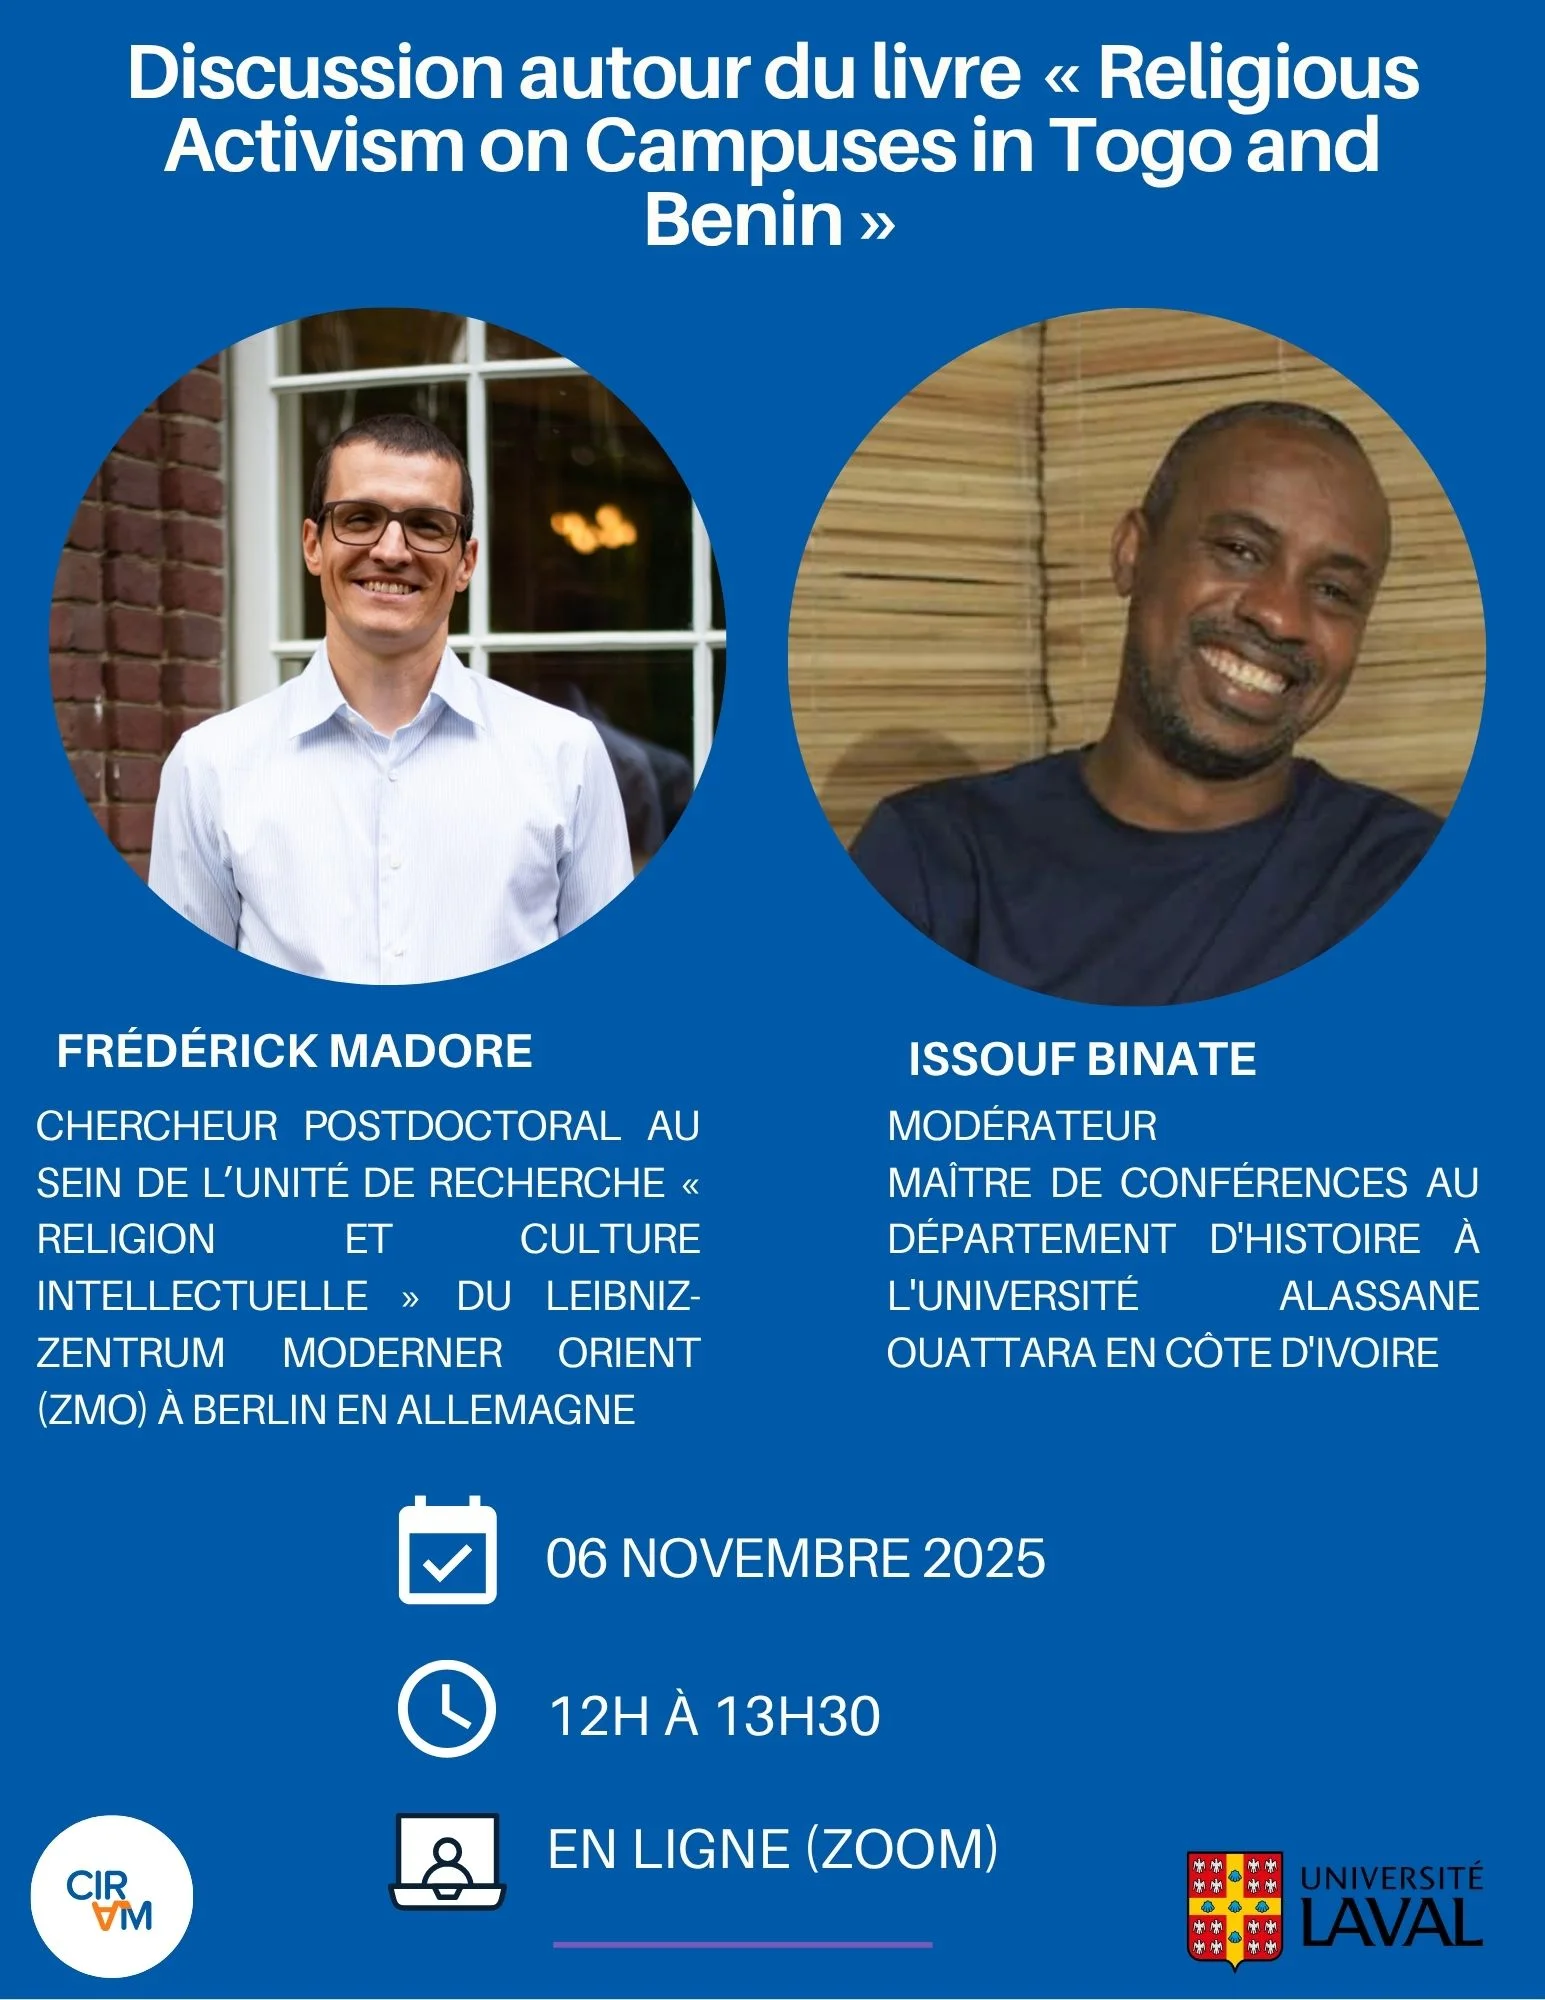 Discussion autour du livre « Religious
Activism on Campuses in Togo and
Benin »
FRÉDÉRICK MADORE
CHERCHEUR POSTDOCTORAL AU
SEIN DE L’UNITÉ DE RECHERCHE «
RELIGION ET CULTURE
INTELLECTUELLE » DU LEIBNIZ-
ZENTRUM MODERNER ORIENT
(ZMO) À BERLIN EN ALLEMAGNE
ISSOUF BINATE
MODÉRATEUR
MAÎTRE DE CONFÉRENCES AU
DÉPARTEMENT D'HISTOIRE À
L'UNIVERSITÉ ALASSANE
OUATTARA EN CÔTE D'IVOIRE
06 NOVEMBRE 2025
12H À 13H30
EN LIGNE (ZOOM)
CIR
AM
UNIVERSITÉ
LAVAL